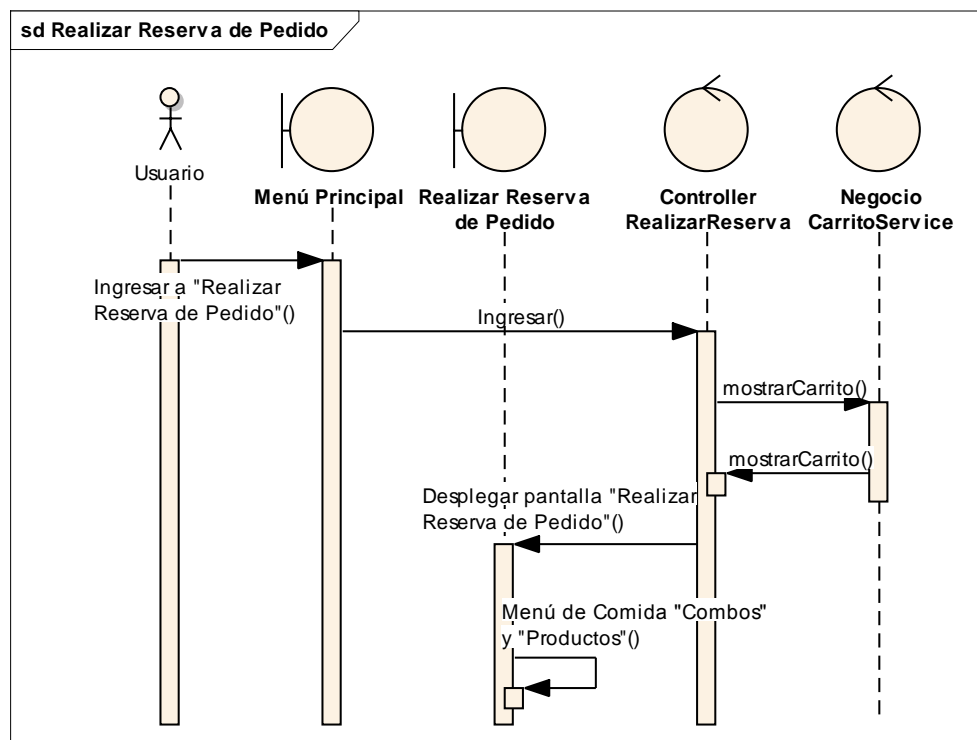 sd Realizar Reserva de Pedido
Usuario
Menú Principal
Realizar Reserva
de Pedido
Controller
RealizarReserva
Negocio
CarritoService
Ingresar a "Realizar
Reserva de Pedido"()
Ingresar()
mostrarCarrito()
mostrarCarrito()
Desplegar pantalla "Realizar
Reserva de Pedido"()
Menú de Comida "Combos"
y "Productos"()